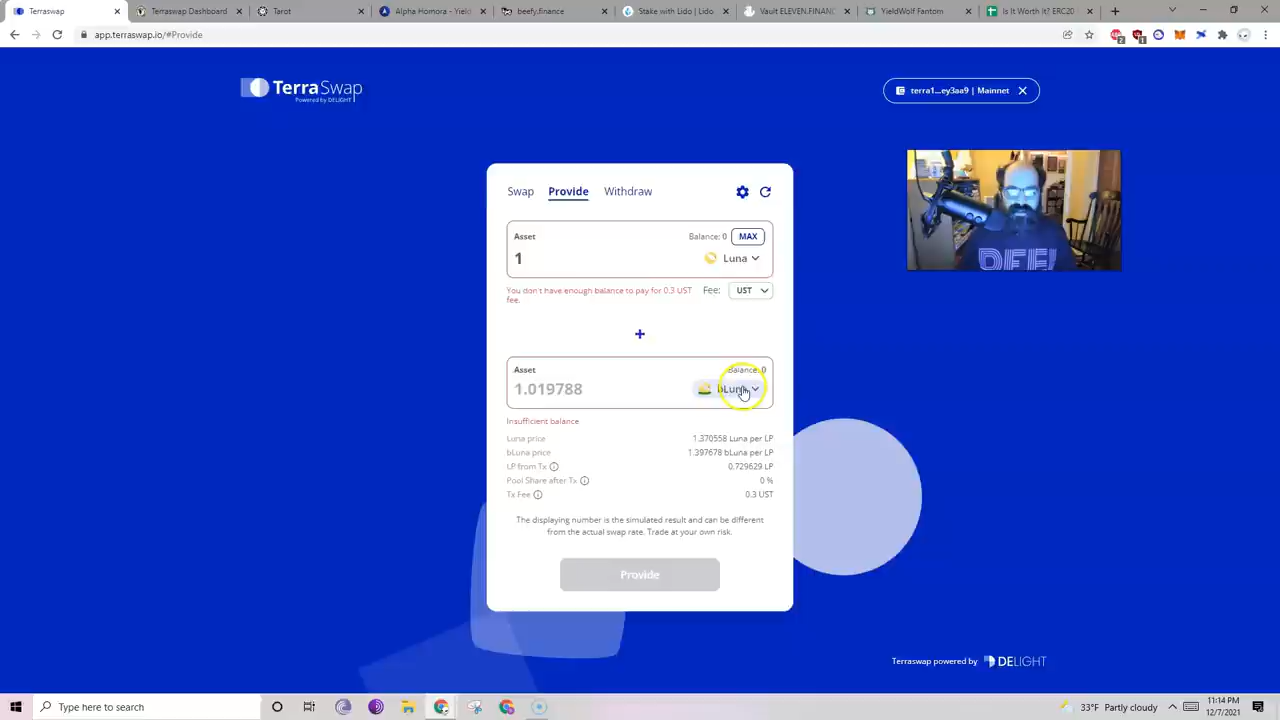 Terraswap
Terraswap Dashboard
Tarot
Alpha Homora - Yield
beefy.finance
Stake with Lido | Lido
Vault ELEVEN.FINANC
YieldWolf Fantom
Is It Worth It? ERC20
app.terraswap.io/#Provide
2
1
TerraSwap
Powered by DELIGHT
terra1...ey3aa9 | Mainnet
Swap
Provide
Withdraw
Asset
Balance: 0
MAX
1
Luna
You don't have enough balance to pay for 0.3 UST
fee.
Fee:
UST
+
Asset
Balance: 0
1.019788
bLuna
Insufficient balance
Luna price
1.370558 Luna per LP
bLuna price
1.397678 bLuna per LP
LP from Tx
0.729629 LP
Pool Share after Tx
0 %
Tx Fee
0.3 UST
The displaying number is the simulated result and can be different
from the actual swap rate. Trade at your own risk.
Provide
Terraswap powered by
DELIGHT
Type here to search
33°F Partly cloudy
11:14 PM
12/7/2021